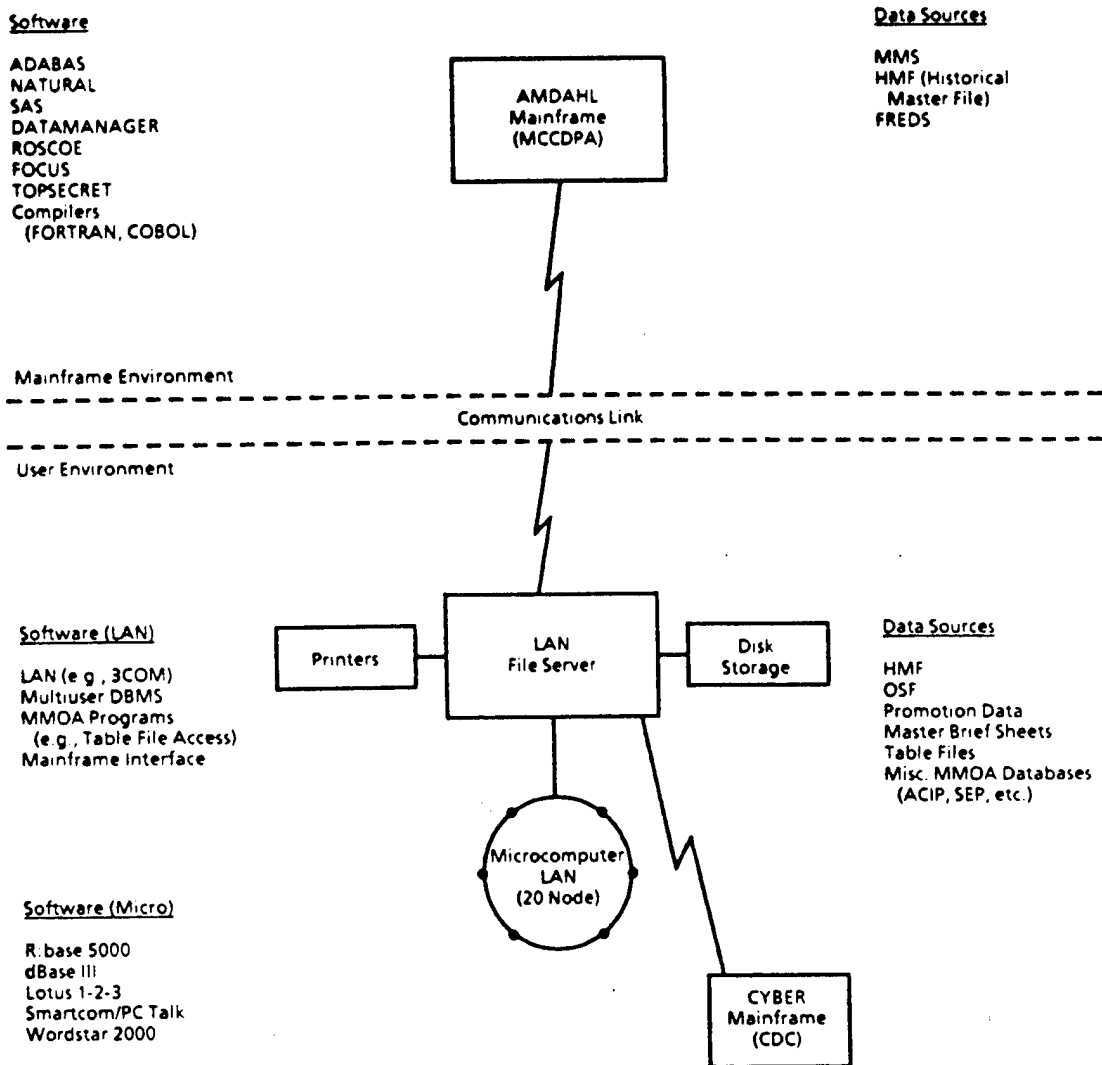 Software
ADABAS
NATURAL
SAS
DATAMANAGER
ROSCOE
FOCUS
TOPSECRET
Compilers
(FORTRAN, COBOL)
AMDAHL
Mainframe
(MCCDPA)
Data Sources
MMS
HMF (Historical
Master File)
FREDS
Mainframe Environment
Communications Link
User Environment
Software (LAN)
LAN (e g , 3COM)
Multiuser DBMS
MMOA Programs
(e.g., Table File Access)
Mainframe Interface
Printers
LAN
File Server
Disk
Storage
Data Sources
HMF
OSF
Promotion Data
Master Brief Sheets
Table Files
Misc. MMOA Databases
(ACIP, SEP, etc.)
Microcomputer
LAN
(20 Node)
Software (Micro)
R:base 5000
dBase III
Lotus 1-2-3
Smartcom/PC Talk
Wordstar 2000
CYBER
Mainframe
(CDC)